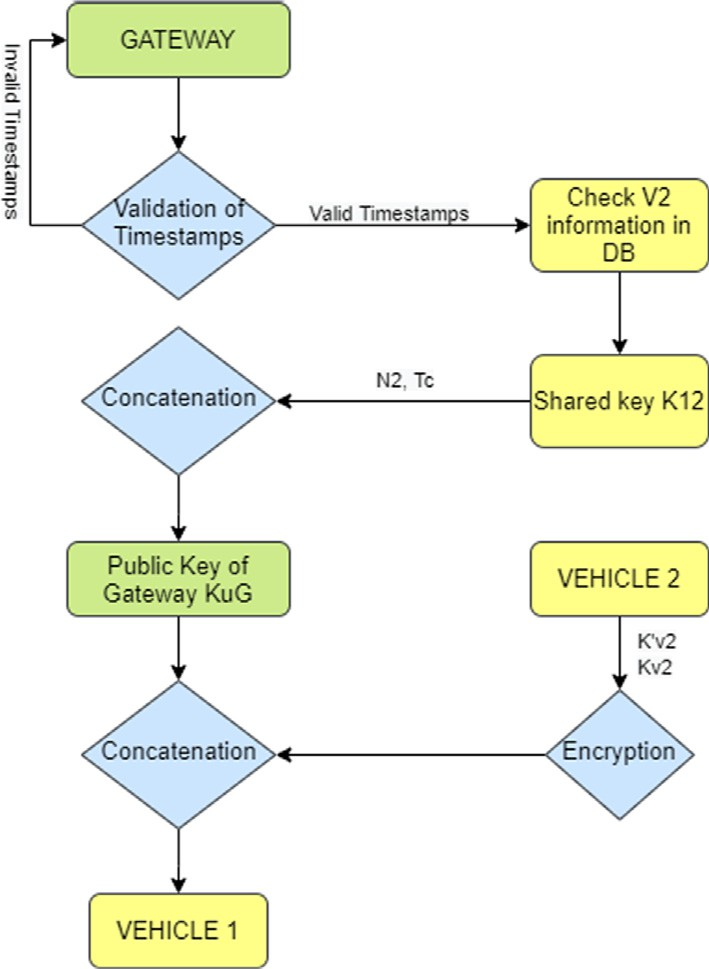 GATEWAY
Invalid Timestamps
Validation of
Timestamps
Valid Timestamps
Check V2
information in
DB
Concatenation
N2, Tc
Shared key K12
Public Key of
Gateway KuG
VEHICLE 2
K'v2
Kv2
Concatenation
Encryption
VEHICLE 1